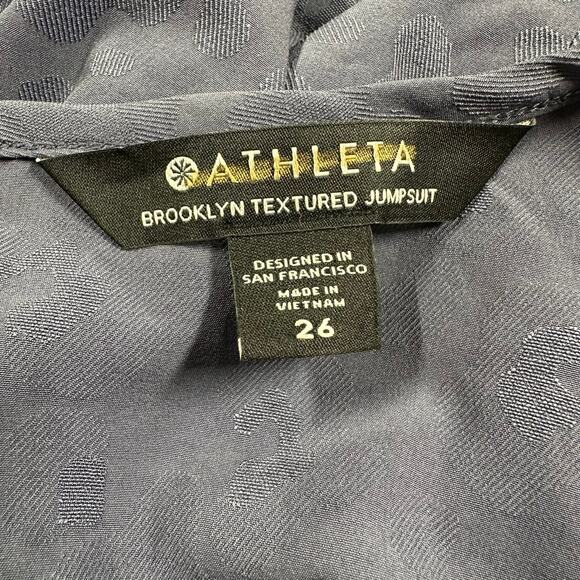 ATHLETA
BROOKLYN TEXTURED JUMPSUIT
DESIGNED IN
SAN FRANCISCO
MADE IN
VIETNAM
26